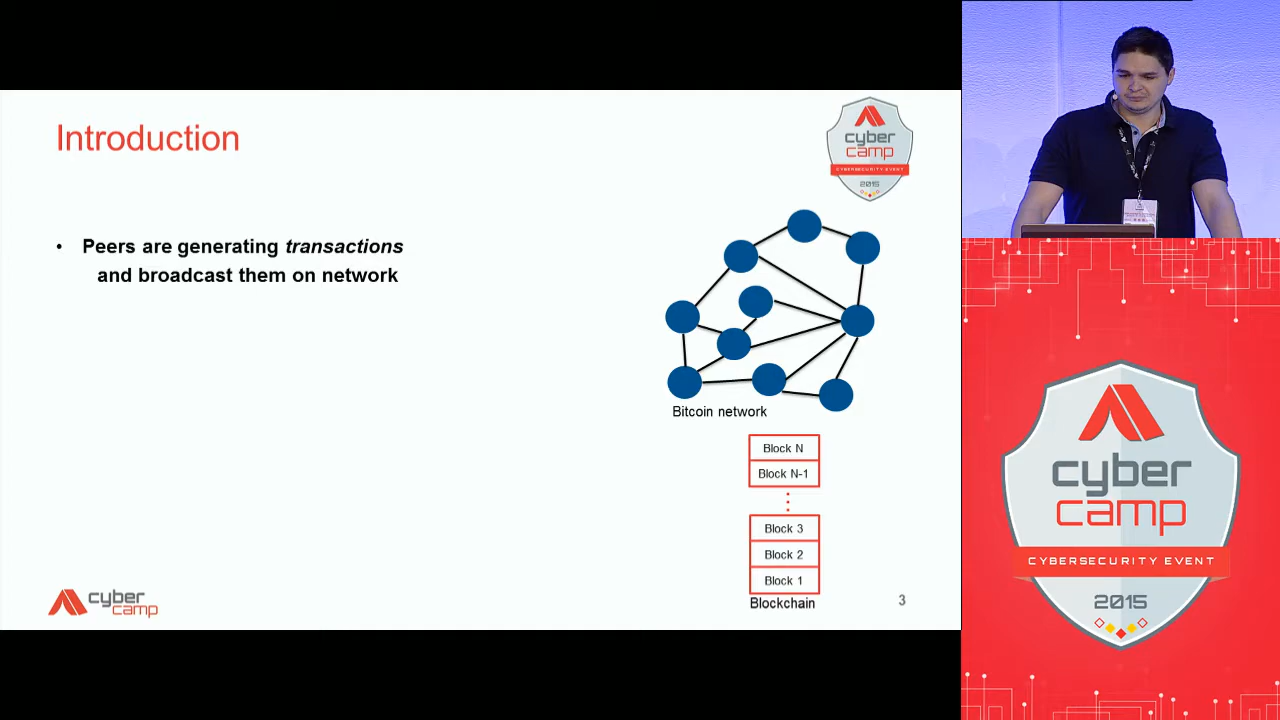 Introduction
cyber
camp
CYBERSECURITY EVENT
2015
• Peers are generating transactions
and broadcast them on network
Bitcoin network
Block N
Block N-1
Block 3
Block 2
Block 1
Blockchain
cyber
camp
3
cyber
camp
CYBERSECURITY EVENT
2015